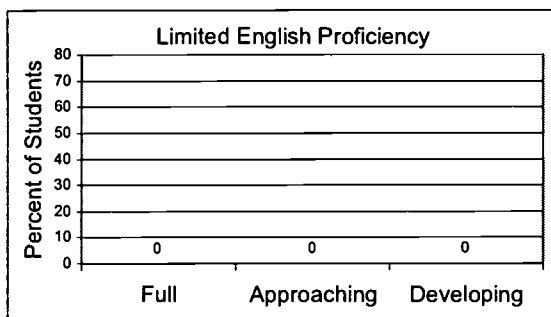 Limited English Proficiency
Percent of Students
80
70
60
50
40
30
20
10
0
0 0 0
Full Approaching Developing